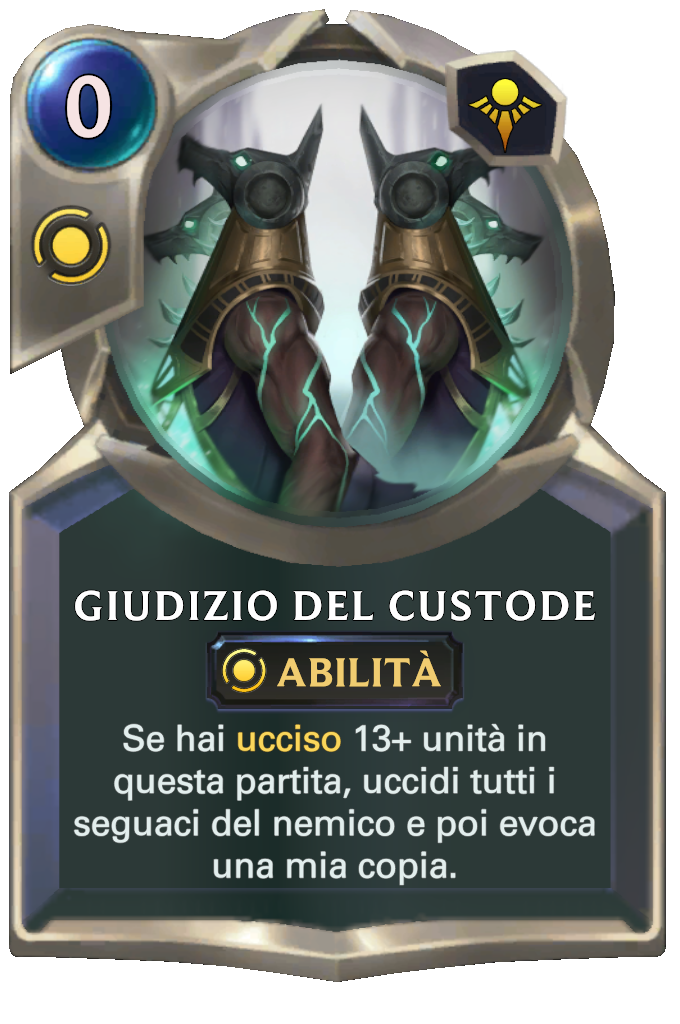 0
GIUDIZIO DEL CUSTODE
ABILITÀ
Se hai ucciso 13+ unità in
questa partita, uccidi tutti i
seguaci del nemico e poi evoca
una mia copia.